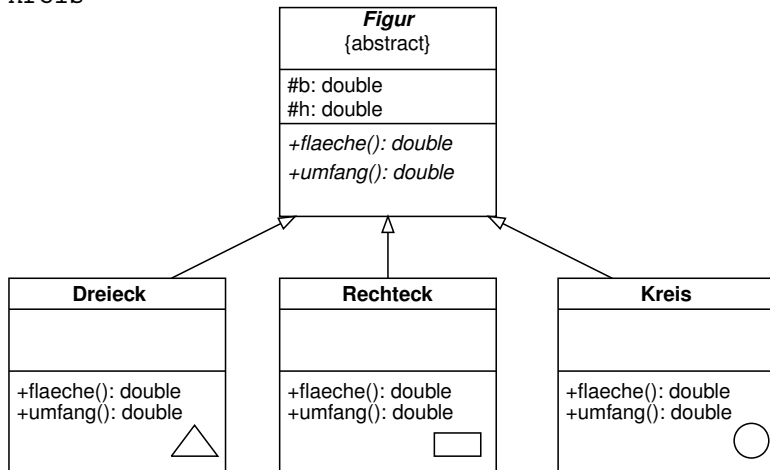 Kreis
Figur
{abstract}
#b: double
#h: double
+flaeche(): double
+umfang(): double
Dreieck
+flaeche(): double
+umfang(): double
Rechteck
+flaeche(): double
+umfang(): double
Kreis
+flaeche(): double
+umfang(): double